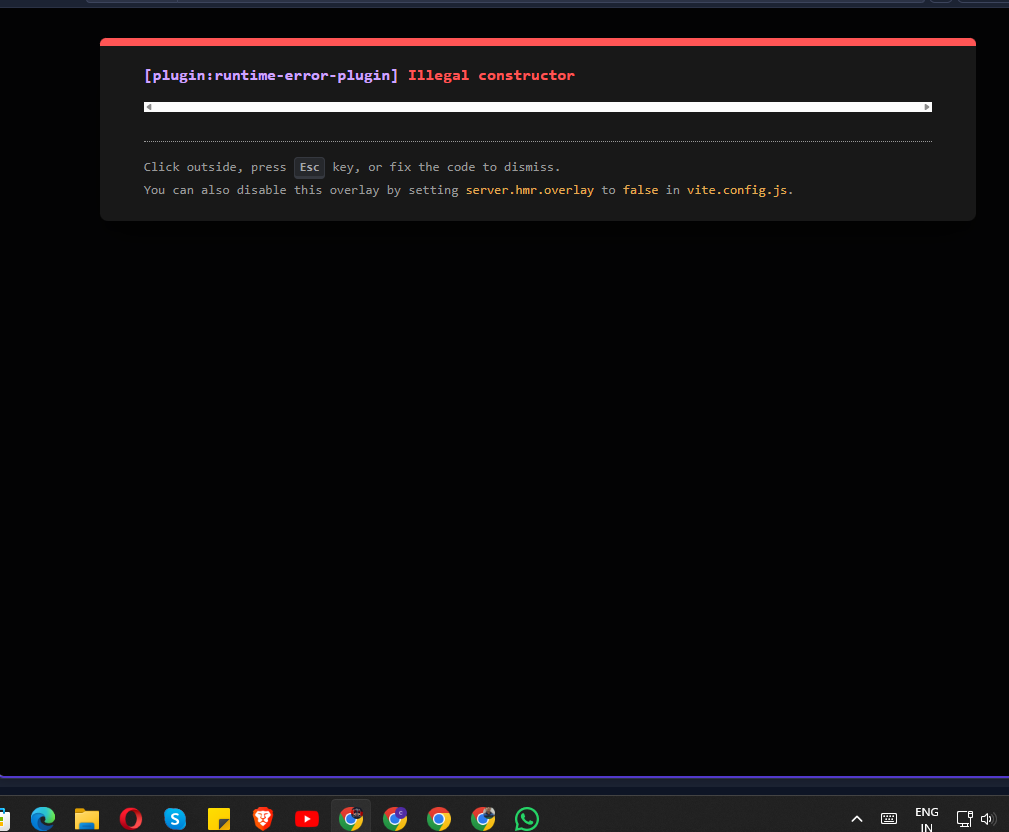 [plugin:runtime-error-plugin] Illegal constructor
Click outside, press Esc key, or fix the code to dismiss.
You can also disable this overlay by setting server.hmr.overlay to false in vite.config.js.
ENG
IN